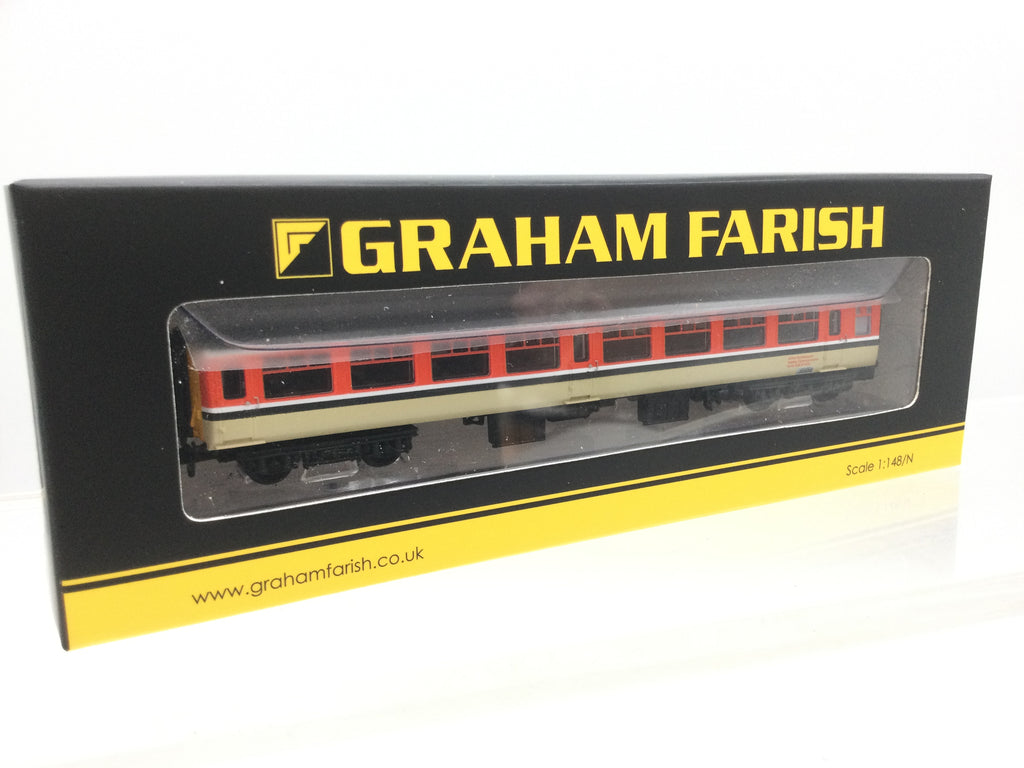 GRAHAM FARISH
Scale 1:148/N
www.grahamfarish.co.uk